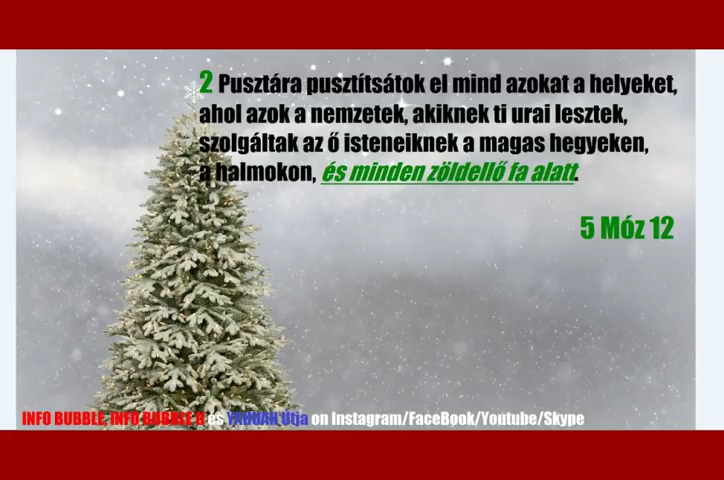 2 Pusztára pusztítsátok el mind azokat a helyeket,
ahol azok a nemzetek, akiknek ti urai lesztek,
szolgáltak az ő isteneiknek a magas hegyeken,
a halmokon, és minden zöldellő fa alatt.
5 Móz 12
INFO BUBBLE, INFO BUBBLE B és YAHUAH Útja on Instagram/FaceBook/Youtube/Skype